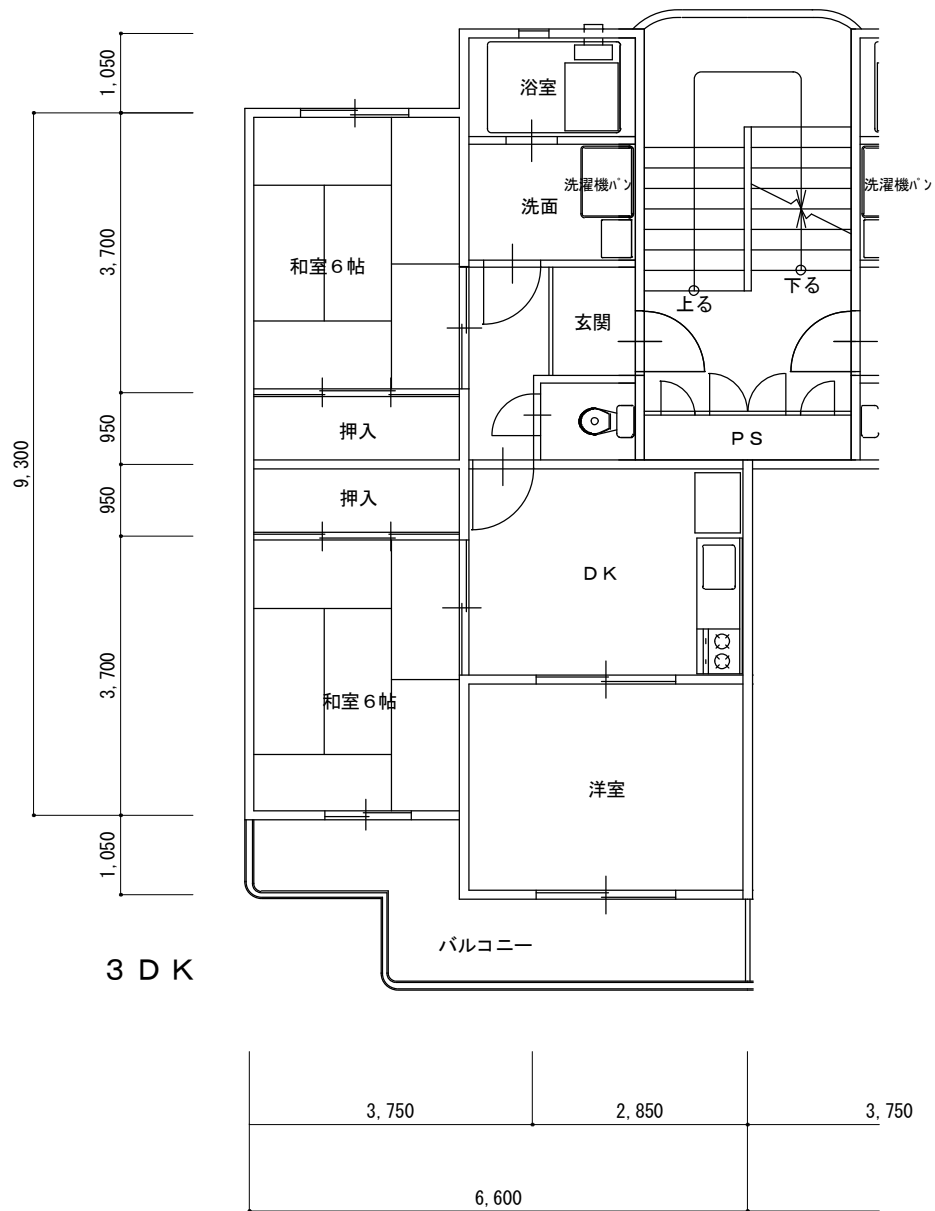 1,050
浴室
洗濯機パン
洗濯機パン
洗面
3,700
和室６帖
上る
下る
玄関
950
押入
ＰＳ
9,300
950
押入
ＤＫ
3,700
和室６帖
洋室
1,050
バルコニー
３ＤＫ
3,750
2,850
3,750
6,600